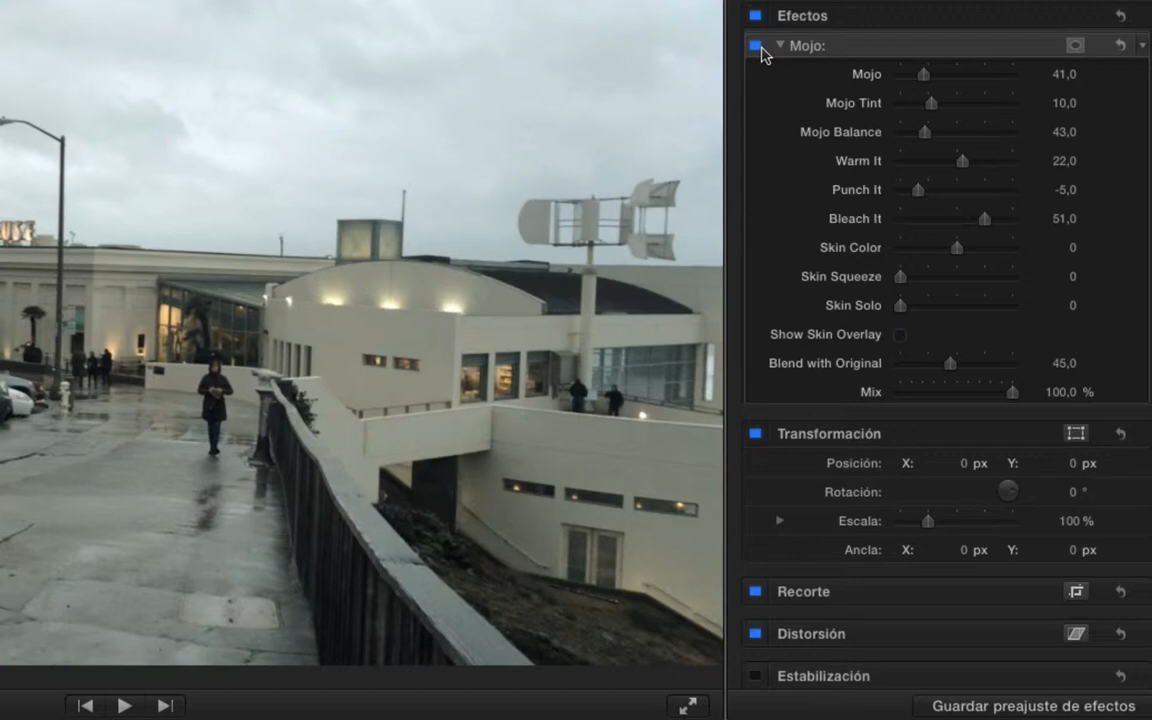 Efectos
Mojo:
Mojo 41,0
Mojo Tint 10,0
Mojo Balance 43,0
Warm It 22,0
Punch It -5,0
Bleach It 51,0
Skin Color 0
Skin Squeeze 0
Skin Solo 0
Show Skin Overlay
Blend with Original 45,0
Mix 100,0 %
Transformación
Posición: X: 0 px Y: 0 px
Rotación: 0 °
Escala: 100 %
Ancla: X: 0 px Y: 0 px
Recorte
Distorsión
Estabilización
Guardar preajuste de efectos